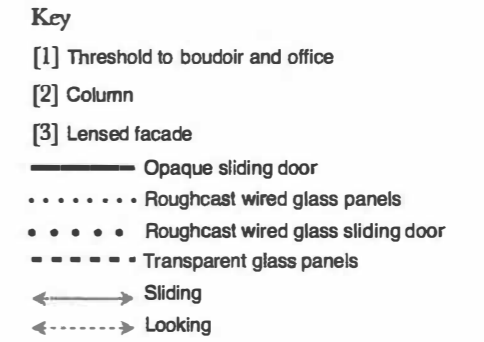 Key
[1] Threshold to boudoir and office
[2] Column
[3] Lensed facade
Opaque sliding door
Roughcast wired glass panels
Roughcast wired glass sliding door
Transparent glass panels
Sliding
Looking